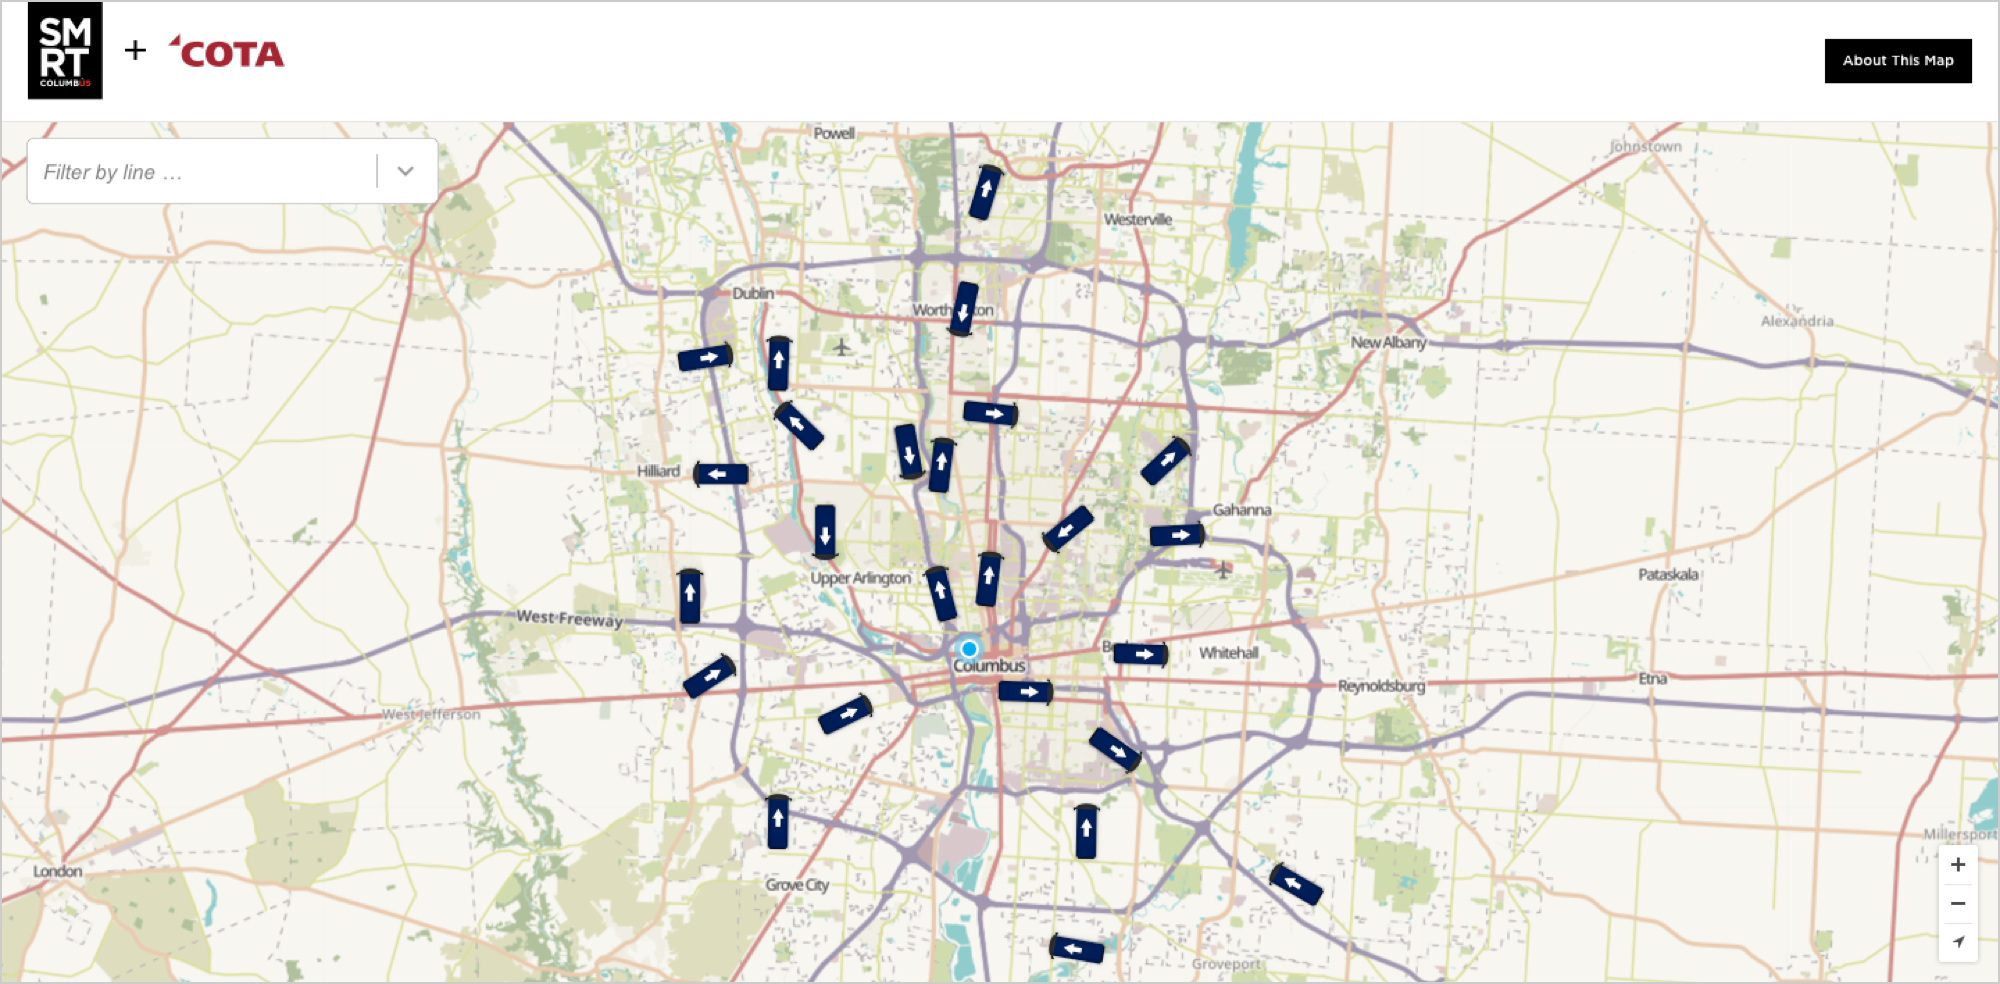 SM
RT
COLUMBUS
+
COTA
About This Map
Filter by line ...
Powell
Johnstown
Westerville
Dublin
Alexandria
New Albany
Hilliard
Gahanna
Upper Arlington
Pataskala
West Freeway
Whitehall
Columbus
Etna
Reynoldsburg
West Jefferson
Millersport
London
Grove City
Groveport
+
−